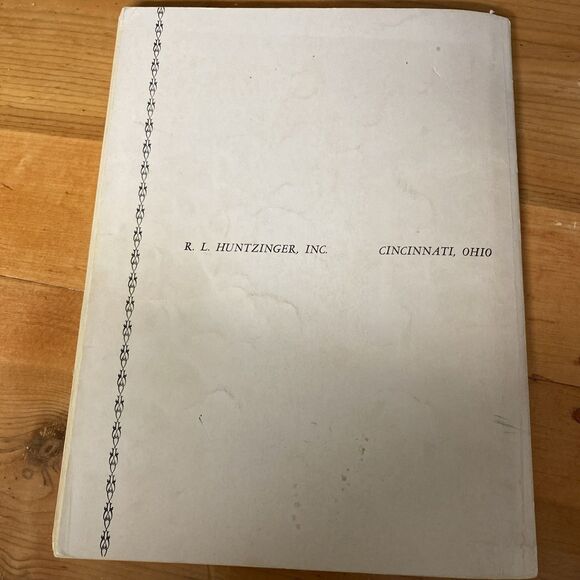 R. L. HUNTZINGER, INC. CINCINNATI, OHIO